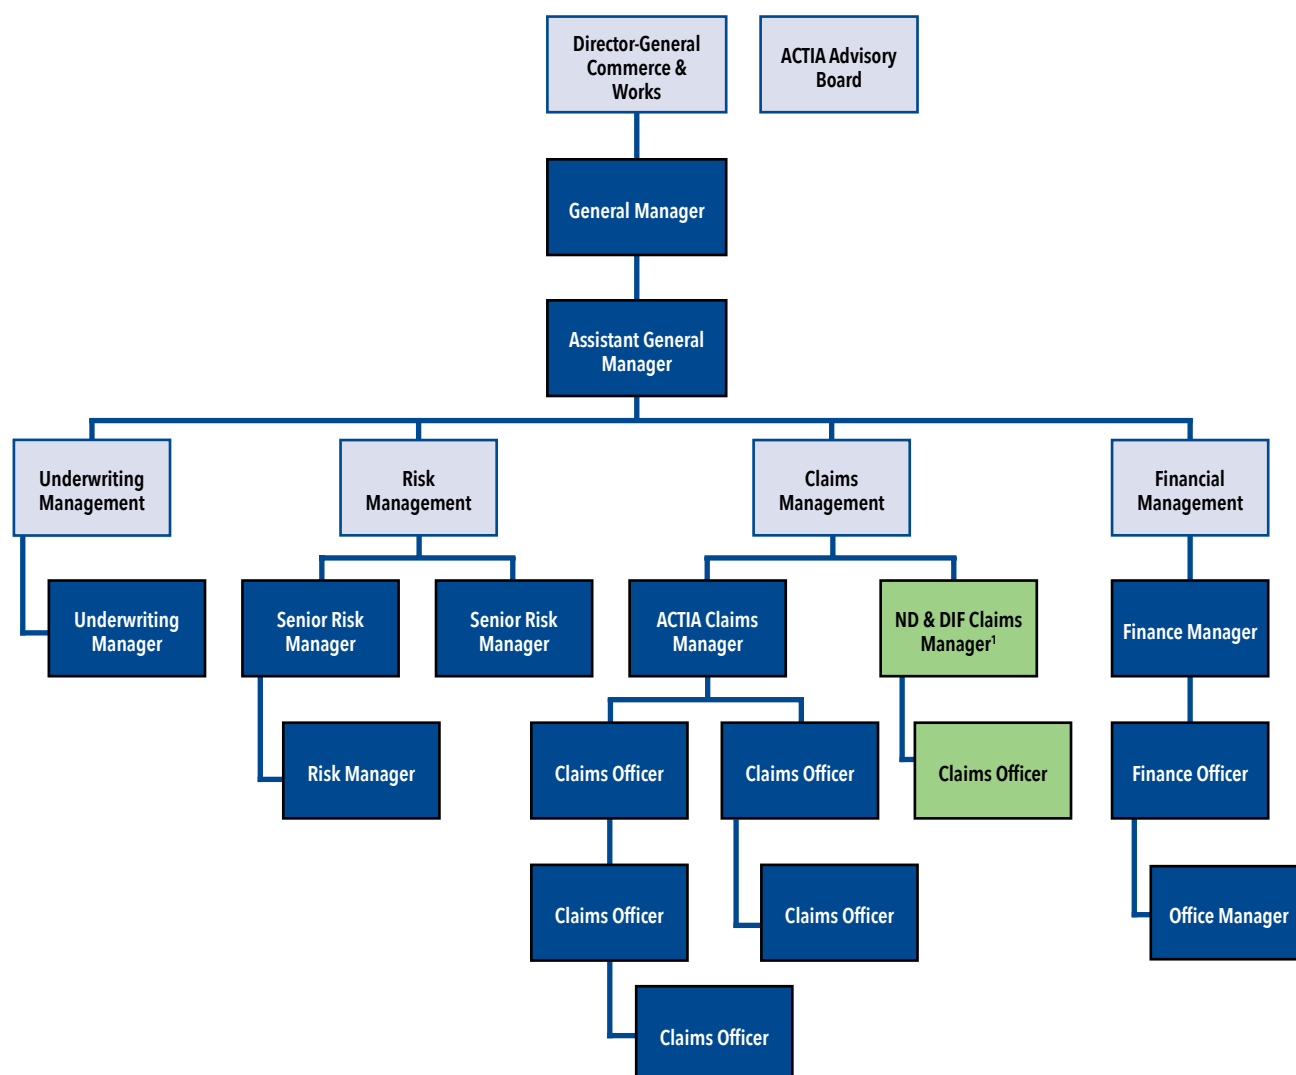 Director-General
Commerce &
Works
ACTIA Advisory
Board
General Manager
Assistant General
Manager
Underwriting
Management
Risk
Management
Claims
Management
Financial
Management
Underwriting
Manager
Senior Risk
Manager
Senior Risk
Manager
ACTIA Claims
Manager
ND & DIF Claims
Manager¹
Finance Manager
Risk Manager
Claims Officer
Claims Officer
Claims Officer
Finance Officer
Claims Officer
Claims Officer
Office Manager
Claims Officer